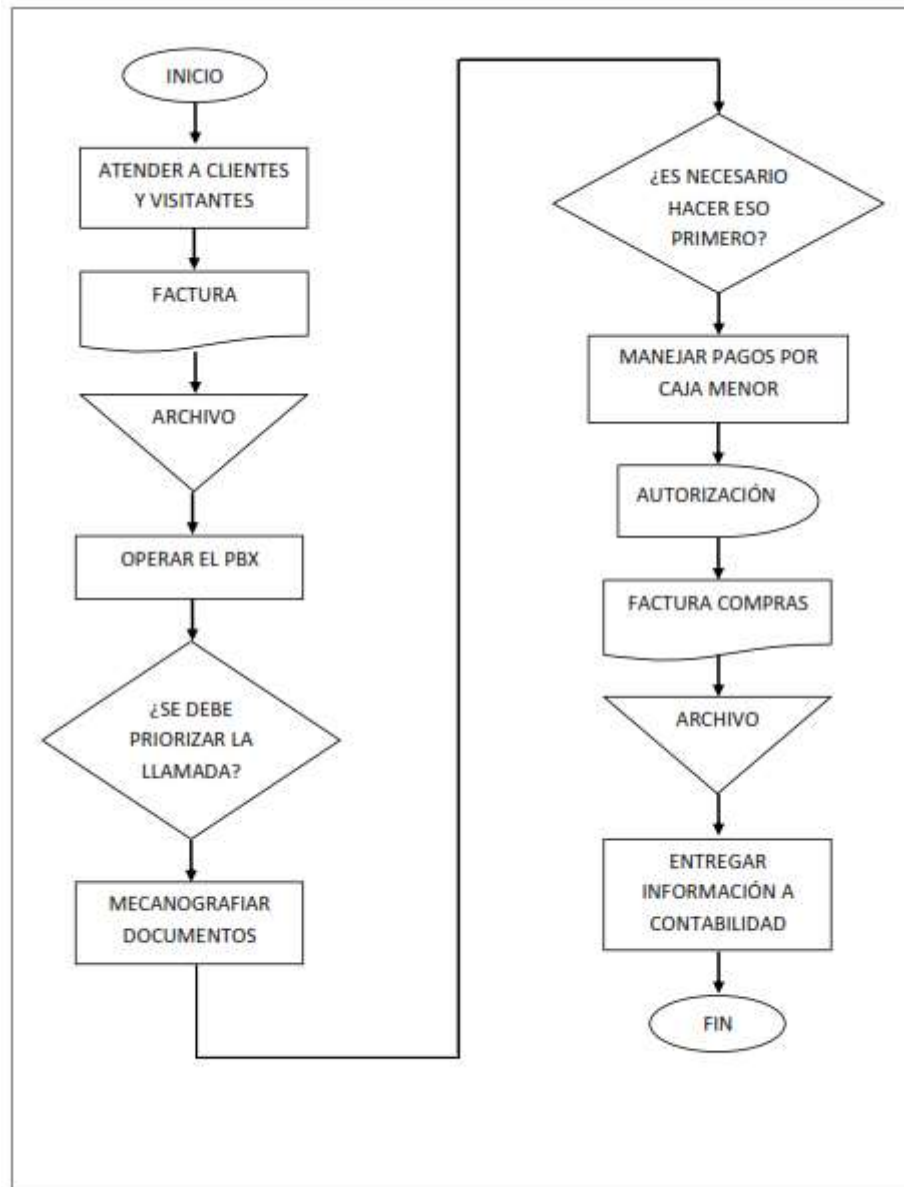 INICIO
ATENDER A CLIENTES
Y VISITANTES
FACTURA
ARCHIVO
OPERAR EL PBX
¿SE DEBE
PRIORIZAR LA
LLAMADA?
MECANOGRAFIAR
DOCUMENTOS
¿ES NECESARIO
HACER ESO
PRIMERO?
MANEJAR PAGOS POR
CAJA MENOR
AUTORIZACIÓN
FACTURA COMPRAS
ARCHIVO
ENTREGAR
INFORMACIÓN A
CONTABILIDAD
FIN